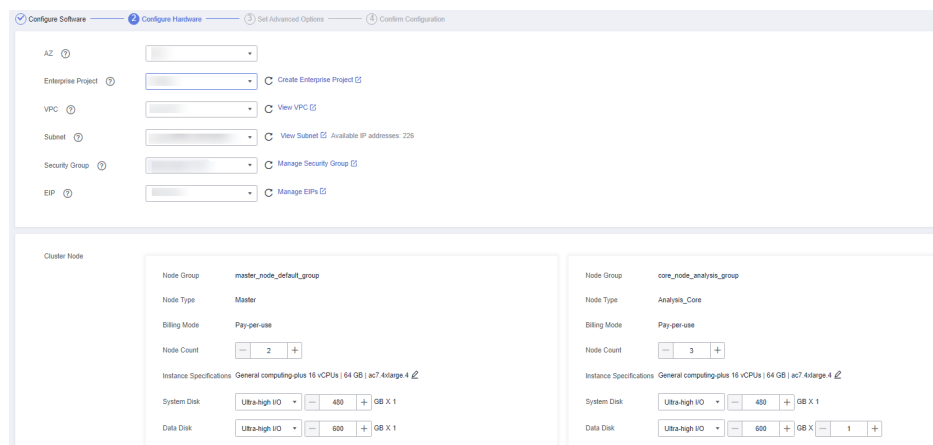 Configure Software 2 Configure Hardware 3 Set Advanced Options 4 Confirm Configuration
AZ ?
Enterprise Project ? Create Enterprise Project
VPC ? View VPC
Subnet ? View Subnet Available IP addresses: 226
Security Group ? Manage Security Group
EIP ? Manage EIPs
Cluster Node
Node Group master_node_default_group
Node Type Master
Billing Mode Pay-per-use
Node Count — 2 +
Instance Specifications General computing-plus 16 vCPUs | 64 GB | ac7.4xlarge.4
System Disk Ultra-high I/O — 480 + GB X 1
Data Disk Ultra-high I/O — 600 + GB X 1
Node Group core_node_analysis_group
Node Type Analysis_Core
Billing Mode Pay-per-use
Node Count — 3 +
Instance Specifications General computing-plus 16 vCPUs | 64 GB | ac7.4xlarge.4
System Disk Ultra-high I/O — 480 + GB X 1
Data Disk Ultra-high I/O — 600 + GB X — 1 +